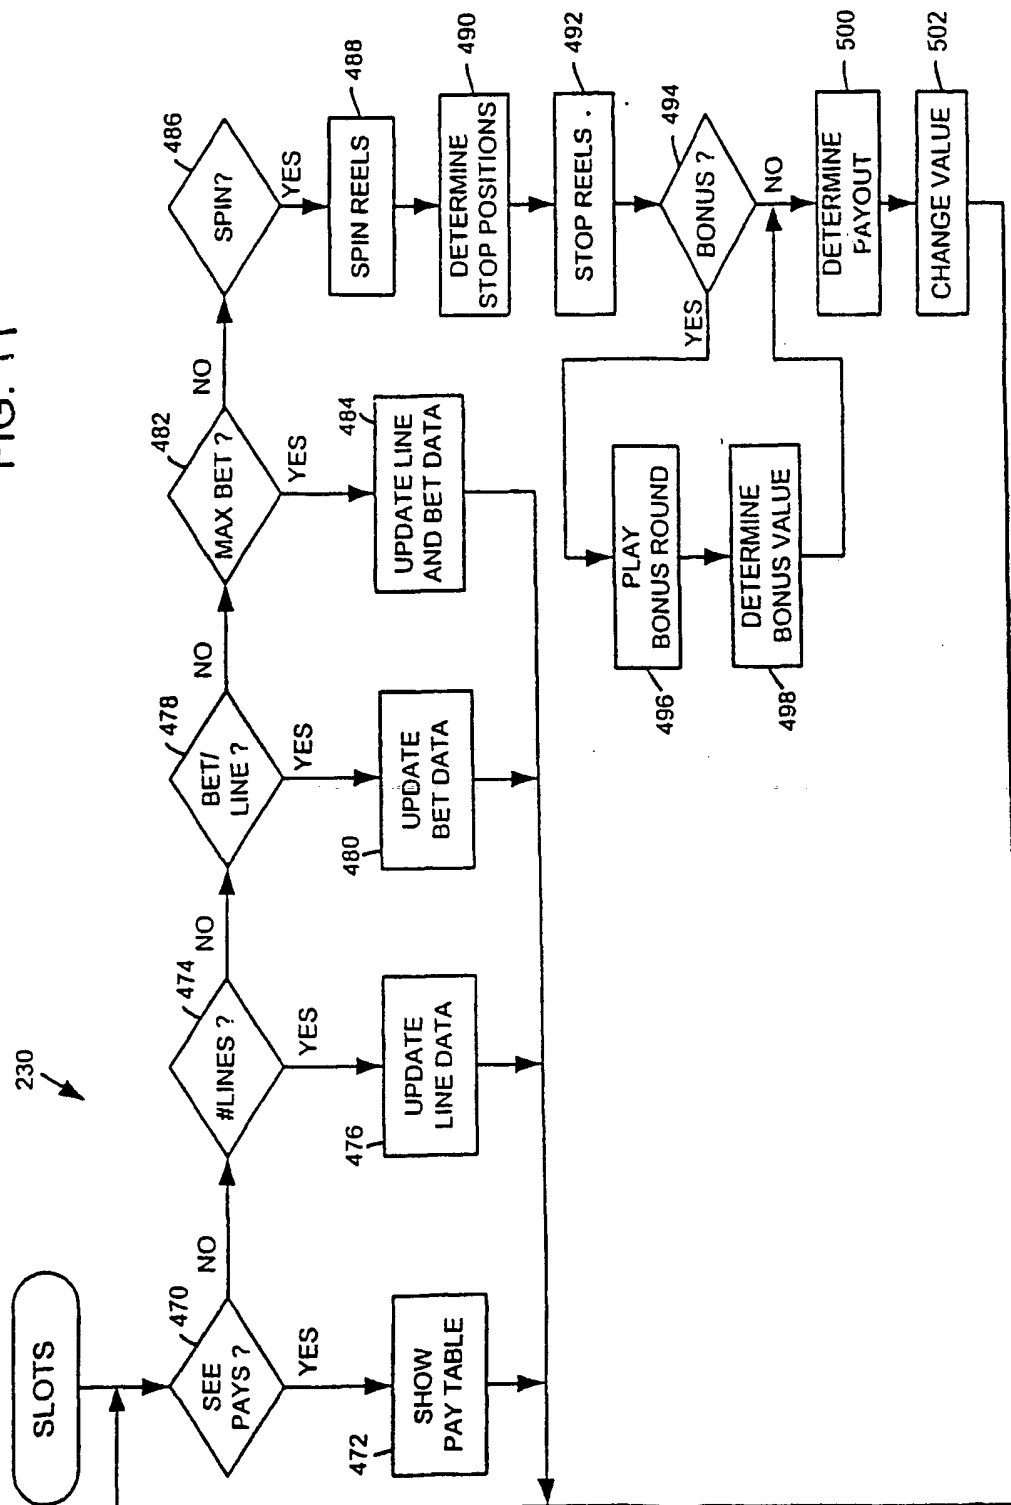 FIG. 11
230
SLOTS
470
SEE
PAYS ?
NO
YES
472
SHOW
PAY TABLE
474
#LINES ?
NO
YES
476
UPDATE
LINE DATA
478
BET/
LINE ?
NO
YES
480
UPDATE
BET DATA
482
MAX BET ?
NO
YES
484
UPDATE LINE
AND BET DATA
486
SPIN?
YES
488
SPIN REELS
490
DETERMINE
STOP POSITIONS
492
STOP REELS .
494
BONUS ?
YES
NO
496
PLAY
BONUS ROUND
498
DETERMINE
BONUS VALUE
500
DETERMINE
PAYOUT
502
CHANGE VALUE